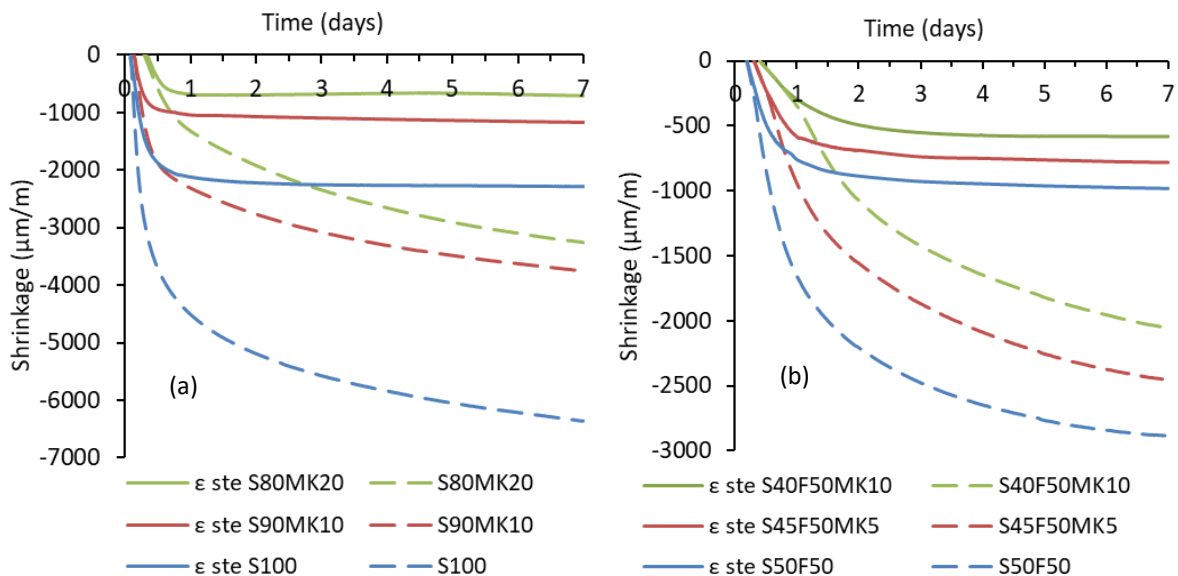 Time (days)
0
0 1 2 3 4 5 6 7
-1000
-2000
-3000
-4000
-5000
-6000
-7000
Shrinkage (µm/m)
(a)
ε ste S80MK20 S80MK20
ε ste S90MK10 S90MK10
ε ste S100 S100
Time (days)
0
0 1 2 3 4 5 6 7
-500
-1000
-1500
-2000
-2500
-3000
Shrinkage (µm/m)
(b)
ε ste S40F50MK10 S40F50MK10
ε ste S45F50MK5 S45F50MK5
ε ste S50F50 S50F50